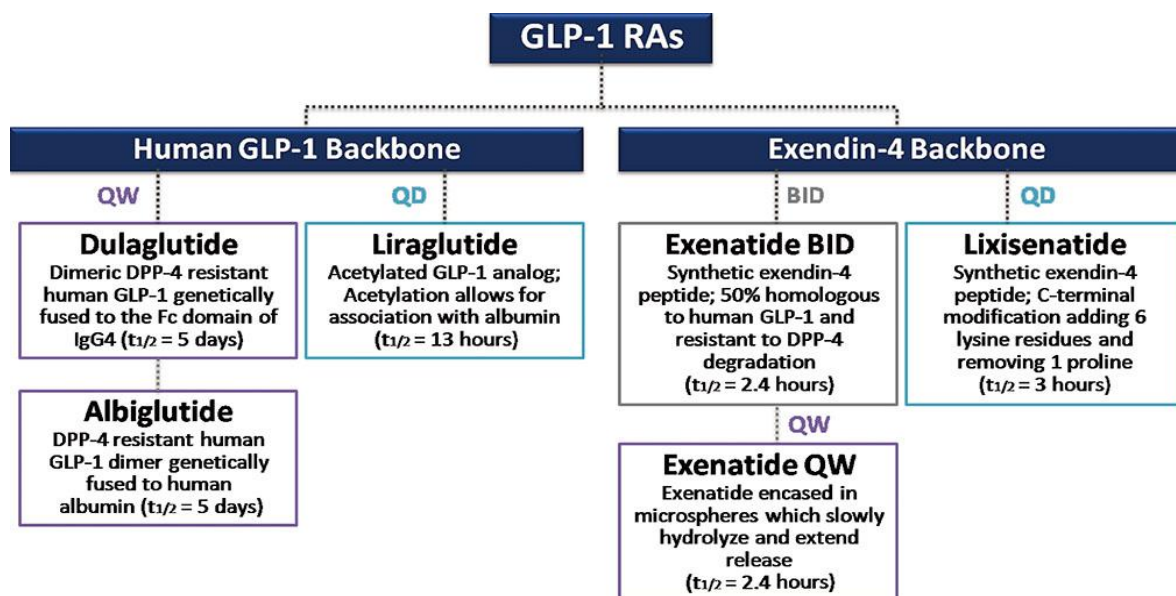 GLP-1 RAs
Human GLP-1 Backbone
QW
Dulaglutide
Dimeric DPP-4 resistant
human GLP-1 genetically
fused to the Fc domain of
IgG4 (t1/2 = 5 days)
Albiglutide
DPP-4 resistant human
GLP-1 dimer genetically
fused to human
albumin (t1/2 = 5 days)
QD
Liraglutide
Acetylated GLP-1 analog;
Acetylation allows for
association with albumin
(t1/2 = 13 hours)
Exendin-4 Backbone
BID
Exenatide BID
Synthetic exendin-4
peptide; 50% homologous
to human GLP-1 and
resistant to DPP-4
degradation
(t1/2 = 2.4 hours)
QW
Exenatide QW
Exenatide encased in
microspheres which slowly
hydrolyze and extend
release
(t1/2 = 2.4 hours)
QD
Lixisenatide
Synthetic exendin-4
peptide; C-terminal
modification adding 6
lysine residues and
removing 1 proline
(t1/2 = 3 hours)